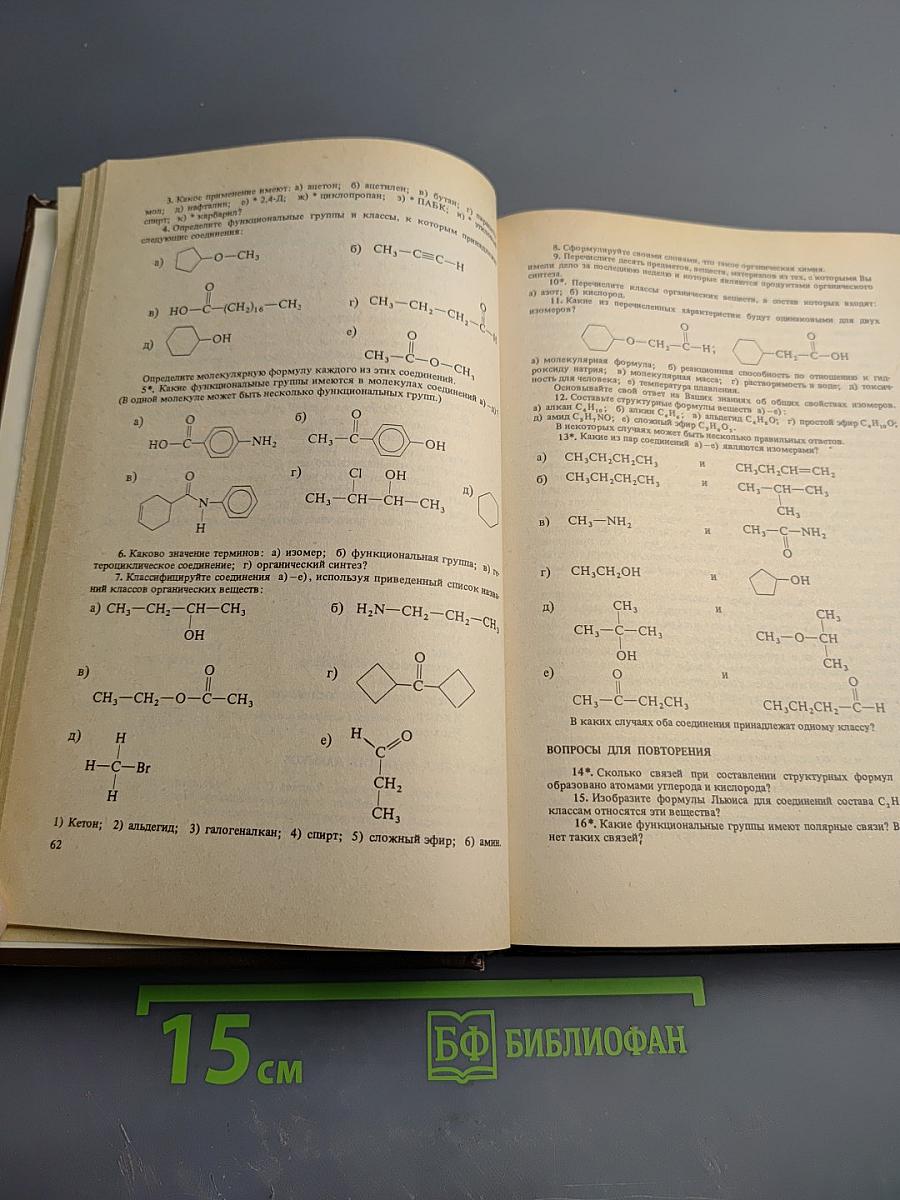 3. Какое применение имеют: а) ацетон; б) ацетилен; в) бутан; г)
мол; д) нафталин; е) * 2,4-Д; ж) * циклопропан; з) * ПАБК; и) *
спирт; к) * карбарил?
4. Определите функциональные группы и классы, к которым
следующие соединения:
а) O—CH₃
б) CH₃—C≡C—H
в) HO—C—(CH₂)₁₆—CH₃
O
г) CH₃—CH₂—CH₂—C—H
O
д) OH
е) CH₃—C—O—CH₃
O
Определите молекулярную формулу каждого из этих соединений.
5*. Какие функциональные группы имеются в молекулах соединений а)—д)?
(В одной молекуле может быть несколько функциональных групп.)
а) O
HO—C NH₂
б) O
CH₃—C OH
в) O
C N
H
г) Cl OH
CH₃—CH—CH—CH₃
д)
6. Каково значение терминов: а) изомер; б) функциональная группа; в) ге-
тероциклическое соединение; г) органический синтез?
7. Классифицируйте соединения а)—е), используя приведенный список назва-
ний классов органических веществ:
а) CH₃—CH₂—CH—CH₃
OH
б) H₂N—CH₂—CH₂—CH₃
в) O
CH₃—CH₂—O—C—CH₃
г) O
C
д) H
H—C—Br
H
е) H O
C
CH₂
CH₃
1) Кетон; 2) альдегид; 3) галогеналкан; 4) спирт; 5) сложный эфир; 6) амин.
62
8. Сформулируйте своими словами, что такое органическая химия.
9. Перечислите десять предметов, веществ, материалов из тех, с которыми Вы
имели дело за последнюю неделю и которые являются продуктами органического
синтеза.
10*. Перечислите классы органических веществ, в состав которых входят:
а) азот; б) кислород.
11. Какие из перечисленных характеристик будут одинаковыми для двух
изомеров?
O
O—CH₂—C—H;
O
CH₂—C—OH
а) молекулярная формула; б) реакционная способность по отношению к гид-
роксиду натрия; в) молекулярная масса; г) растворимость в воде; д) токсич-
ность для человека; е) температура плавления.
Основывайте свой ответ на Ваших знаниях об общих свойствах изомеров.
12. Составьте структурные формулы веществ а)—е):
а) алкан C₄H₁₀; б) алкин C₄H₆; в) альдегид C₄H₈O; г) простой эфир C₄H₁₀O;
д) амид C₃H₇NO; е) сложный эфир
В некоторых случаях может быть несколько правильных ответов.
13*. Какие из пар соединений а)—е) являются изомерами?
а) CH₃CH₂CH₂CH₃ и CH₃CH₂CH=CH₂
б) CH₃CH₂CH₂CH₃ и CH₃—CH—CH₃
CH₃
в) CH₃—NH₂ и CH₃—C—NH₂
O
г) CH₃CH₂OH и OH
д) CH₃ и CH₃
CH₃—C—CH₃ CH₃—O—CH
OH CH₃
е) O и O
CH₃—C—CH₂CH₃ CH₃CH₂CH₂—C—H
В каких случаях оба соединения принадлежат одному классу?
ВОПРОСЫ ДЛЯ ПОВТОРЕНИЯ
14*. Сколько связей при составлении структурных формул
образовано атомами углерода и кислорода?
15. Изобразите формулы Льюиса для соединений состава
классам относятся эти вещества?
16*. Какие функциональные группы имеют полярные связи? В
нет таких связей?
15 см
БФ БИБЛИОФАН